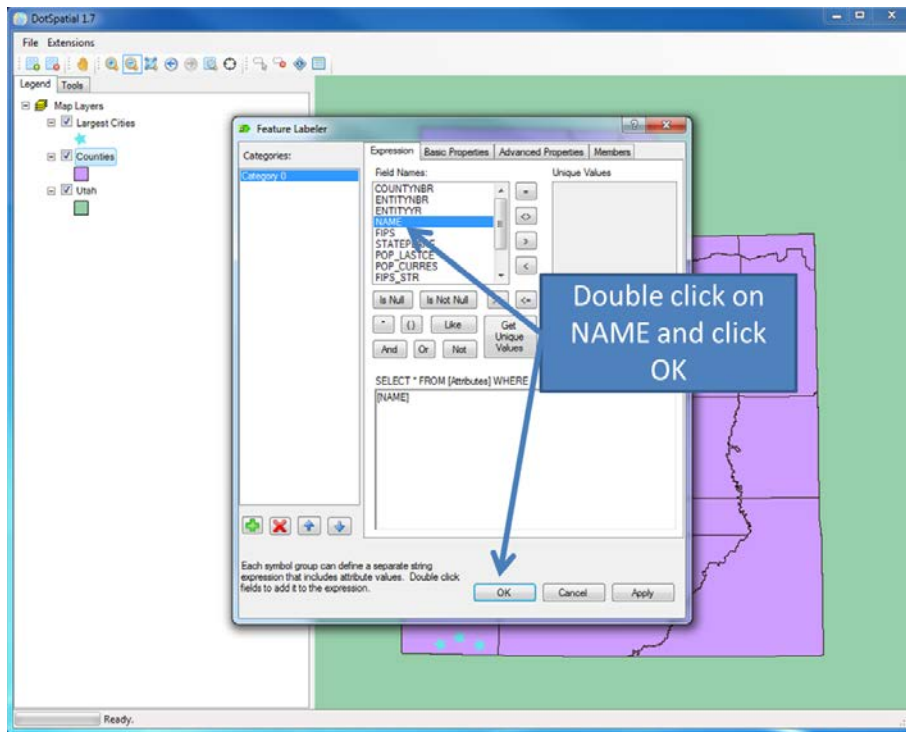 DotSpatial 1.7
File Extensions
Legend Tools
Map Layers
Largest Cities
Counties
Utah
Feature Labeler
Categories:
Category 0
Expression Basic Properties Advanced Properties Members
Field Names:
Unique Values
COUNTYNBR
ENTITYNBR
ENTITYYR
NAME
FIPS
POP_LASTCE
POP_CURRES
FIPS_STR
=
<>
>
<
Is Null Is Not Null <=
" () Like Get Unique Values
And Or Not
SELECT * FROM [Attributes] WHERE
[NAME]
Double click on
NAME and click
OK
Each symbol group can define a separate string
expression that includes attribute values. Double click
fields to add it to the expression.
OK Cancel Apply
Ready.